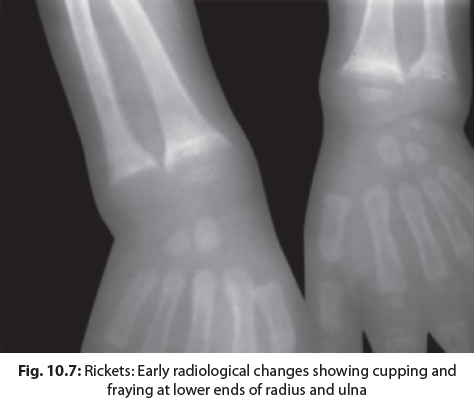 Fig. 10.7: Rickets: Early radiological changes showing cupping and
fraying at lower ends of radius and ulna